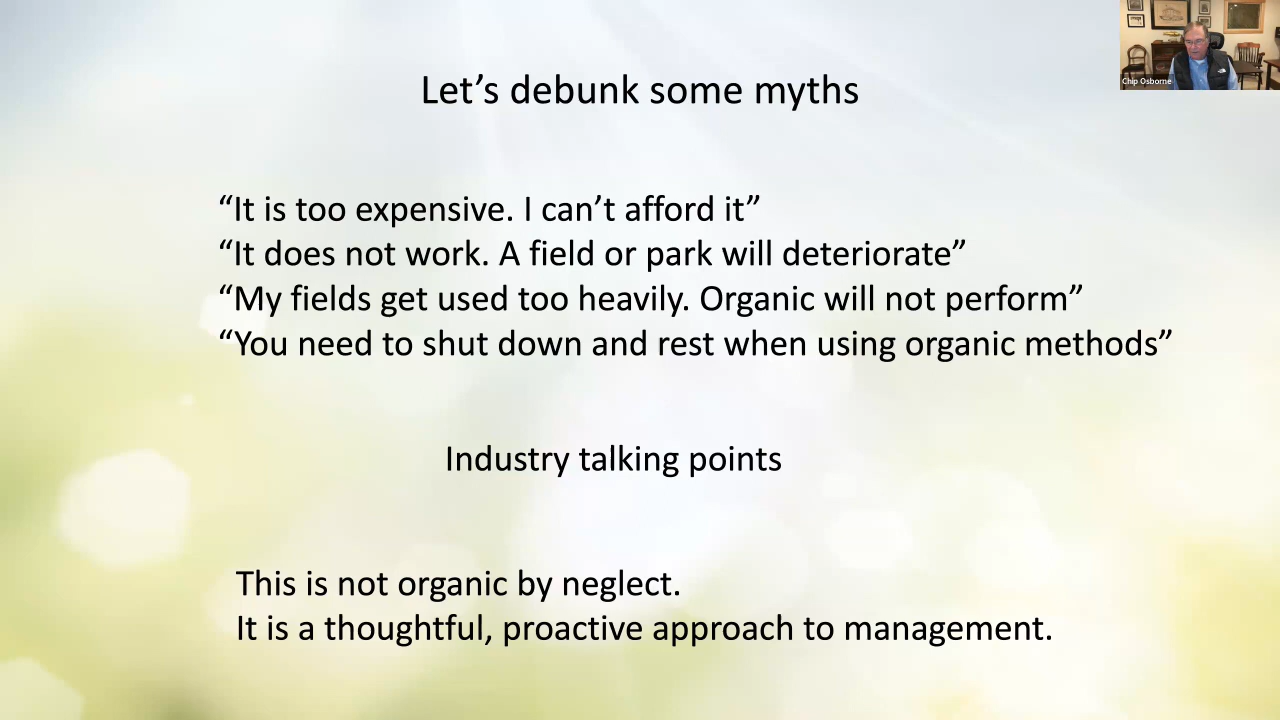 Let’s debunk some myths
Chip Osborne
“It is too expensive. I can’t afford it”
“It does not work. A field or park will deteriorate”
“My fields get used too heavily. Organic will not perform”
“You need to shut down and rest when using organic methods”
Industry talking points
This is not organic by neglect.
It is a thoughtful, proactive approach to management.